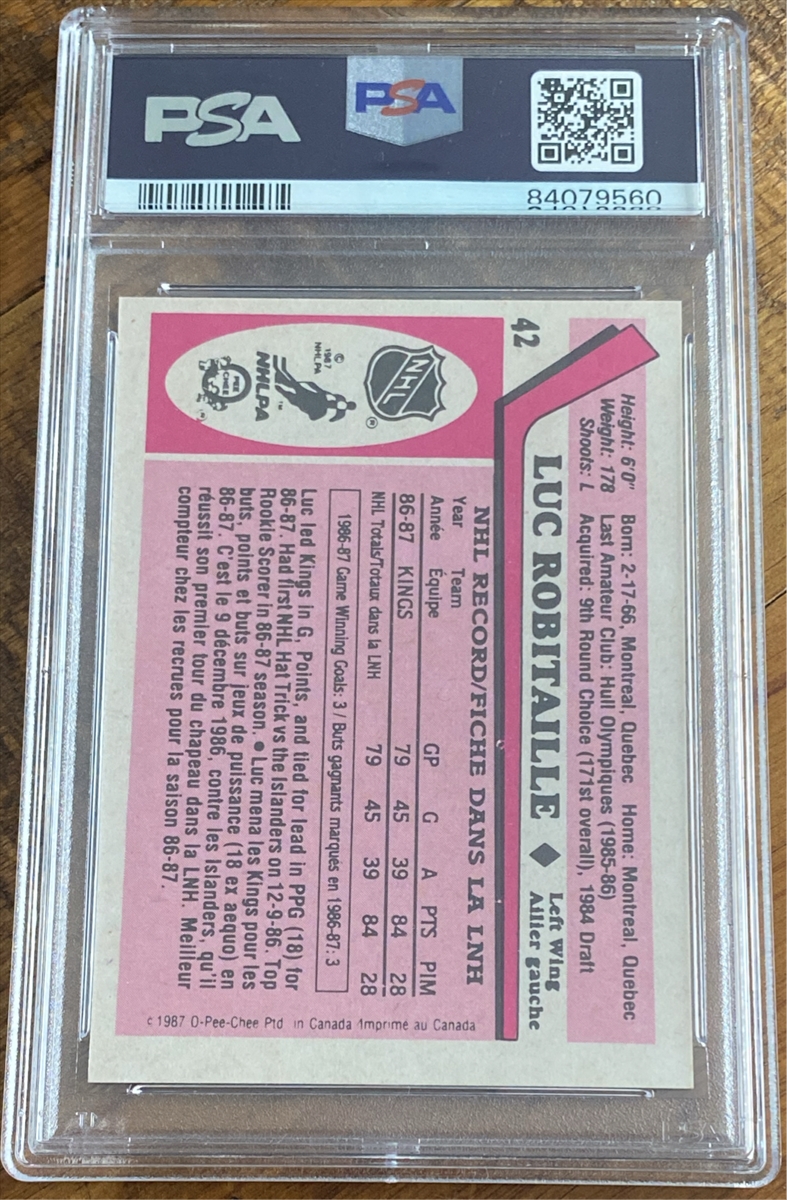 PSA
PSA
84079560
42
Height: 6'0" Born: 2-17-66, Montreal, Quebec Home: Montreal, Quebec
Weight: 178 Last Amateur Club: Hull Olympiques (1985-86)
Shoots: L Acquired: 9th Round Choice (171st overall), 1984 Draft
LUC ROBITAILLE ◆ Left Wing
Ailier gauche
NHL RECORD/FICHE DANS LA LNH
Year Team
Année Équipe GP G A PTS PIM
86-87 KINGS 79 45 39 84 28
NHL Totals/Totaux dans la LNH 79 45 39 84 28
1986-87 Game Winning Goals: 3 / Buts gagnants marqués en 1986-87: 3
Luc led Kings in G, Points, and tied for lead in PPG (18) for
86-87. Had first NHL Hat Trick vs the Islanders on 12-9-86. Top
Rookie Scorer in 86-87 season. ● Luc mena les Kings pour les
buts, points et buts sur jeux de puissance (18 ex aequo) en
86-87. C'est le 9 décembre 1986, contre les Islanders, qu'il
réussit son premier tour du chapeau dans la LNH. Meilleur
compteur chez les recrues pour la saison 86-87.
NHL
®
© 1987
NHLPA
NHLPA
™
O PEE CHEE
c 1987 O-Pee-Chee Ptd in Canada Imprimé au Canada